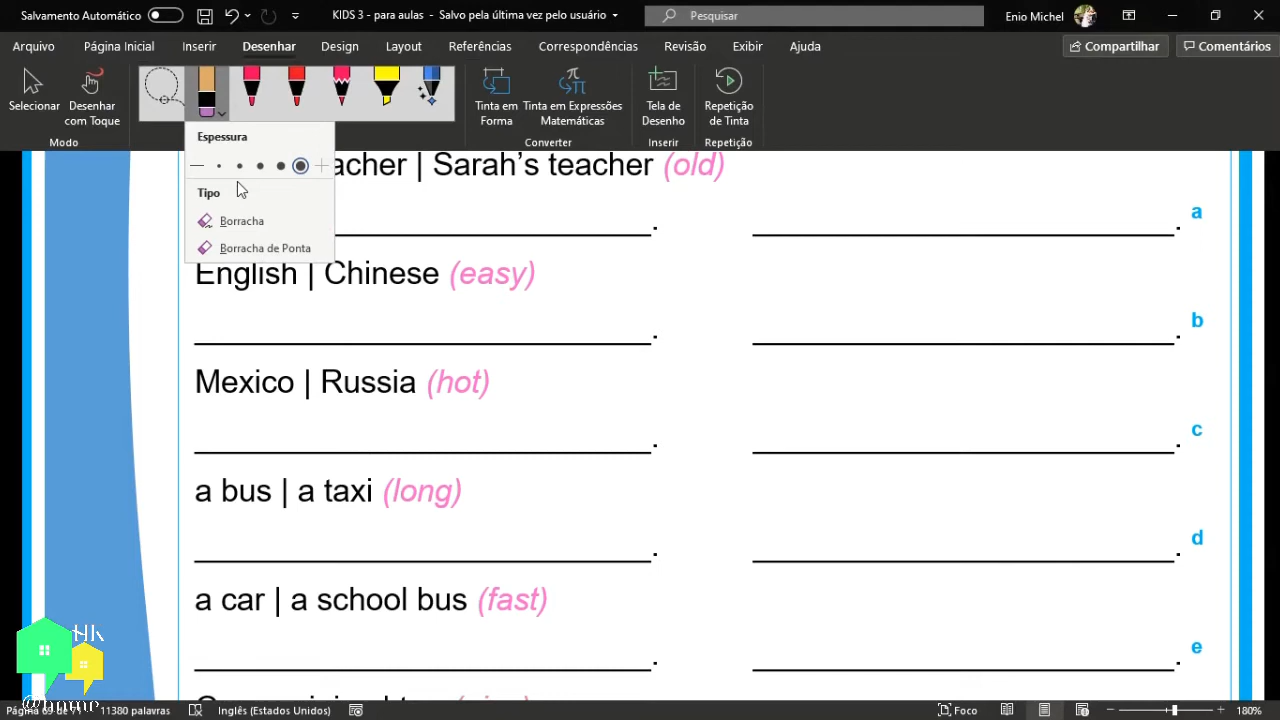 Salvamento Automático
KIDS 3 - para aulas - Salvo pela última vez pelo usuário
Pesquisar
Enio Michel
Arquivo Página Inicial Inserir Desenhar Design Layout Referências Correspondências Revisão Exibir Ajuda
Compartilhar Comentários
Selecionar
Desenhar com Toque
Tinta em Forma
Tinta em Expressões Matemáticas
Tela de Desenho
Repetição de Tinta
Modo Converter Inserir Repetição
Espessura
Tipo
Borracha
Borracha de Ponta
acher | Sarah’s teacher (old)
. . a
English | Chinese (easy)
. . b
Mexico | Russia (hot)
. . c
a bus | a taxi (long)
. . d
a car | a school bus (fast)
. . e
HK
11380 palavras Inglês (Estados Unidos) Foco 180%